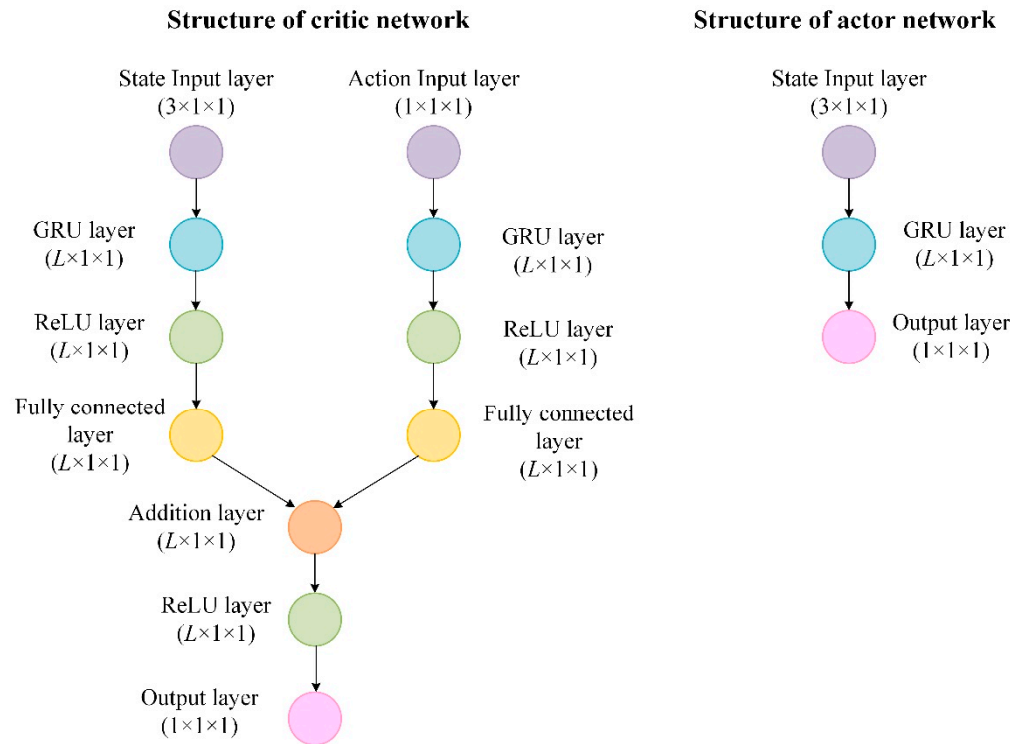 Structure of critic network
State Input layer
(3×1×1)
Action Input layer
(1×1×1)
GRU layer
(L×1×1)
GRU layer
(L×1×1)
ReLU layer
(L×1×1)
ReLU layer
(L×1×1)
Fully connected
layer
(L×1×1)
Fully connected
layer
(L×1×1)
Addition layer
(L×1×1)
ReLU layer
(L×1×1)
Output layer
(1×1×1)
Structure of actor network
State Input layer
(3×1×1)
GRU layer
(L×1×1)
Output layer
(1×1×1)